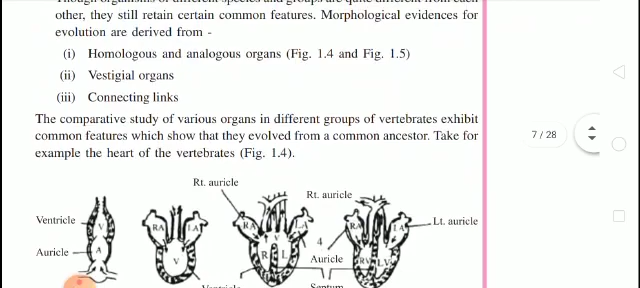 other, they still retain certain common features. Morphological evidences for
evolution are derived from -
(i) Homologous and analogous organs (Fig. 1.4 and Fig. 1.5)
(ii) Vestigial organs
(iii) Connecting links
The comparative study of various organs in different groups of vertebrates exhibit
common features which show that they evolved from a common ancestor. Take for
example the heart of the vertebrates (Fig. 1.4).
7 / 28
Rt. auricle
Rt. auricle
Ventricle
Lt. auricle
Auricle
Auricle
V
A
RA
LA
V
RA
LA
V
R
L
4
RA
LA
RV
LV
Septum